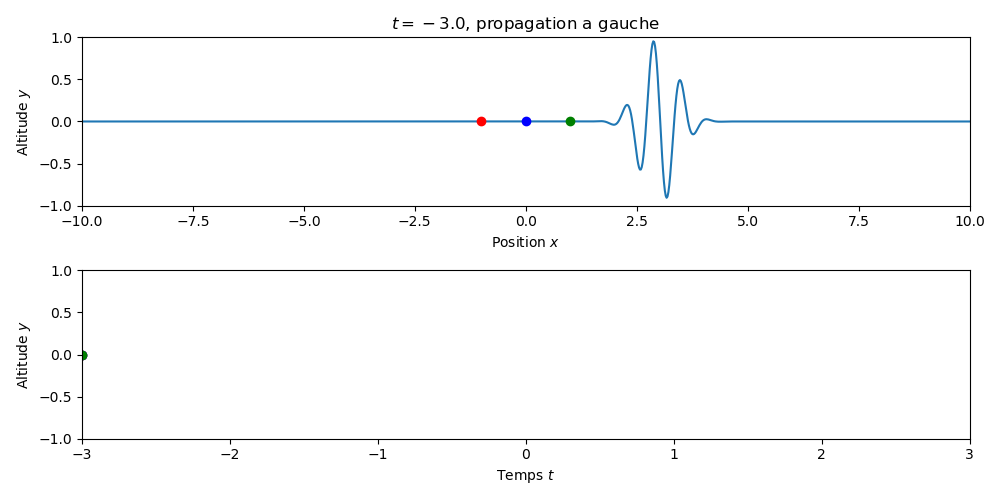 t = −3.0, propagation a gauche
1.0
0.5
0.0
−0.5
−1.0
Altitude y
−10.0 −7.5 −5.0 −2.5 0.0 2.5 5.0 7.5 10.0
Position x
1.0
0.5
0.0
−0.5
−1.0
Altitude y
−3 −2 −1 0 1 2 3
Temps t